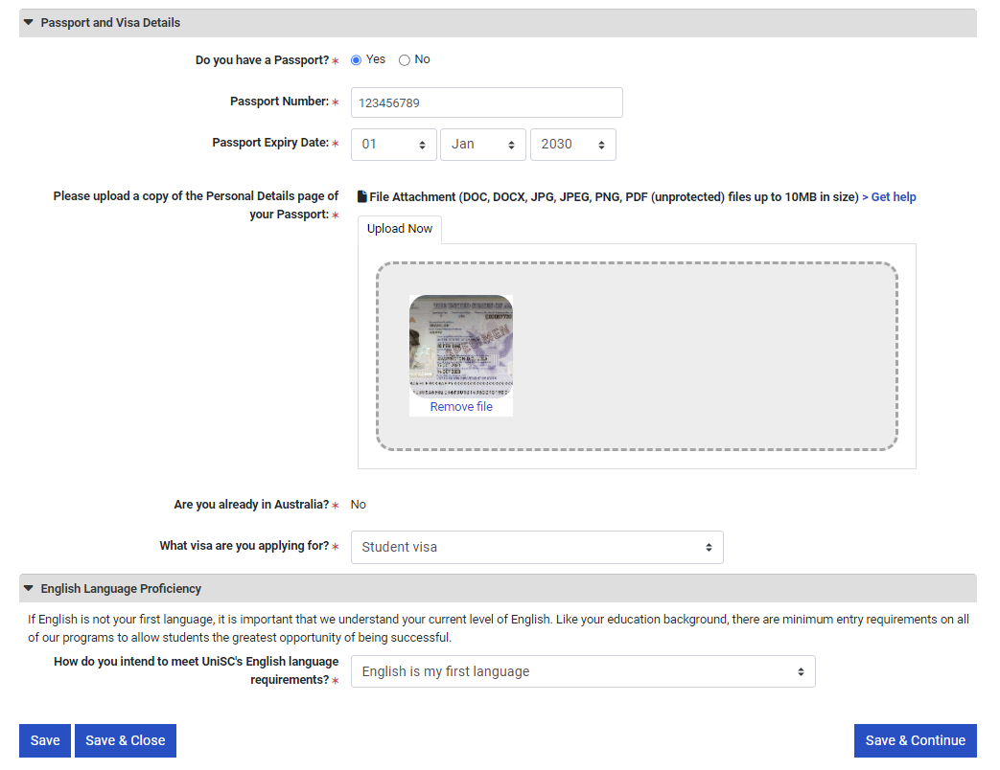 Passport and Visa Details
Do you have a Passport? * Yes No
Passport Number: * 123456789
Passport Expiry Date: * 01 Jan 2030
Please upload a copy of the Personal Details page of
your Passport: *
File Attachment (DOC, DOCX, JPG, JPEG, PNG, PDF (unprotected) files up to 10MB in size) > Get help
Upload Now
THE UNITED STATES OF A
SPECIMEN
Remove file
Are you already in Australia? * No
What visa are you applying for? * Student visa
English Language Proficiency
If English is not your first language, it is important that we understand your current level of English. Like your education background, there are minimum entry requirements on all
of our programs to allow students the greatest opportunity of being successful.
How do you intend to meet UniSC's English language
requirements? *
English is my first language
Save
Save & Close
Save & Continue